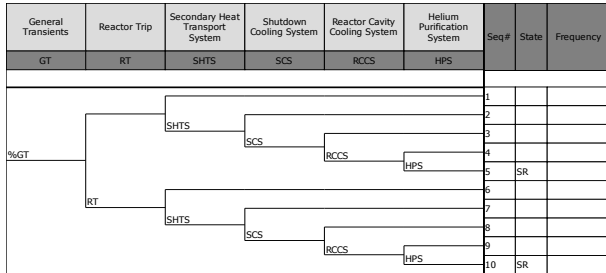 General Transients
Reactor Trip
Secondary Heat Transport System
Shutdown Cooling System
Reactor Cavity Cooling System
Helium Purification System
Seq#
State
Frequency
GT
RT
SHTS
SCS
RCCS
HPS
1
2
SHTS
3
SCS
4
%GT
RCCS
5
SR
HPS
6
RT
7
SHTS
8
SCS
9
RCCS
10
SR
HPS